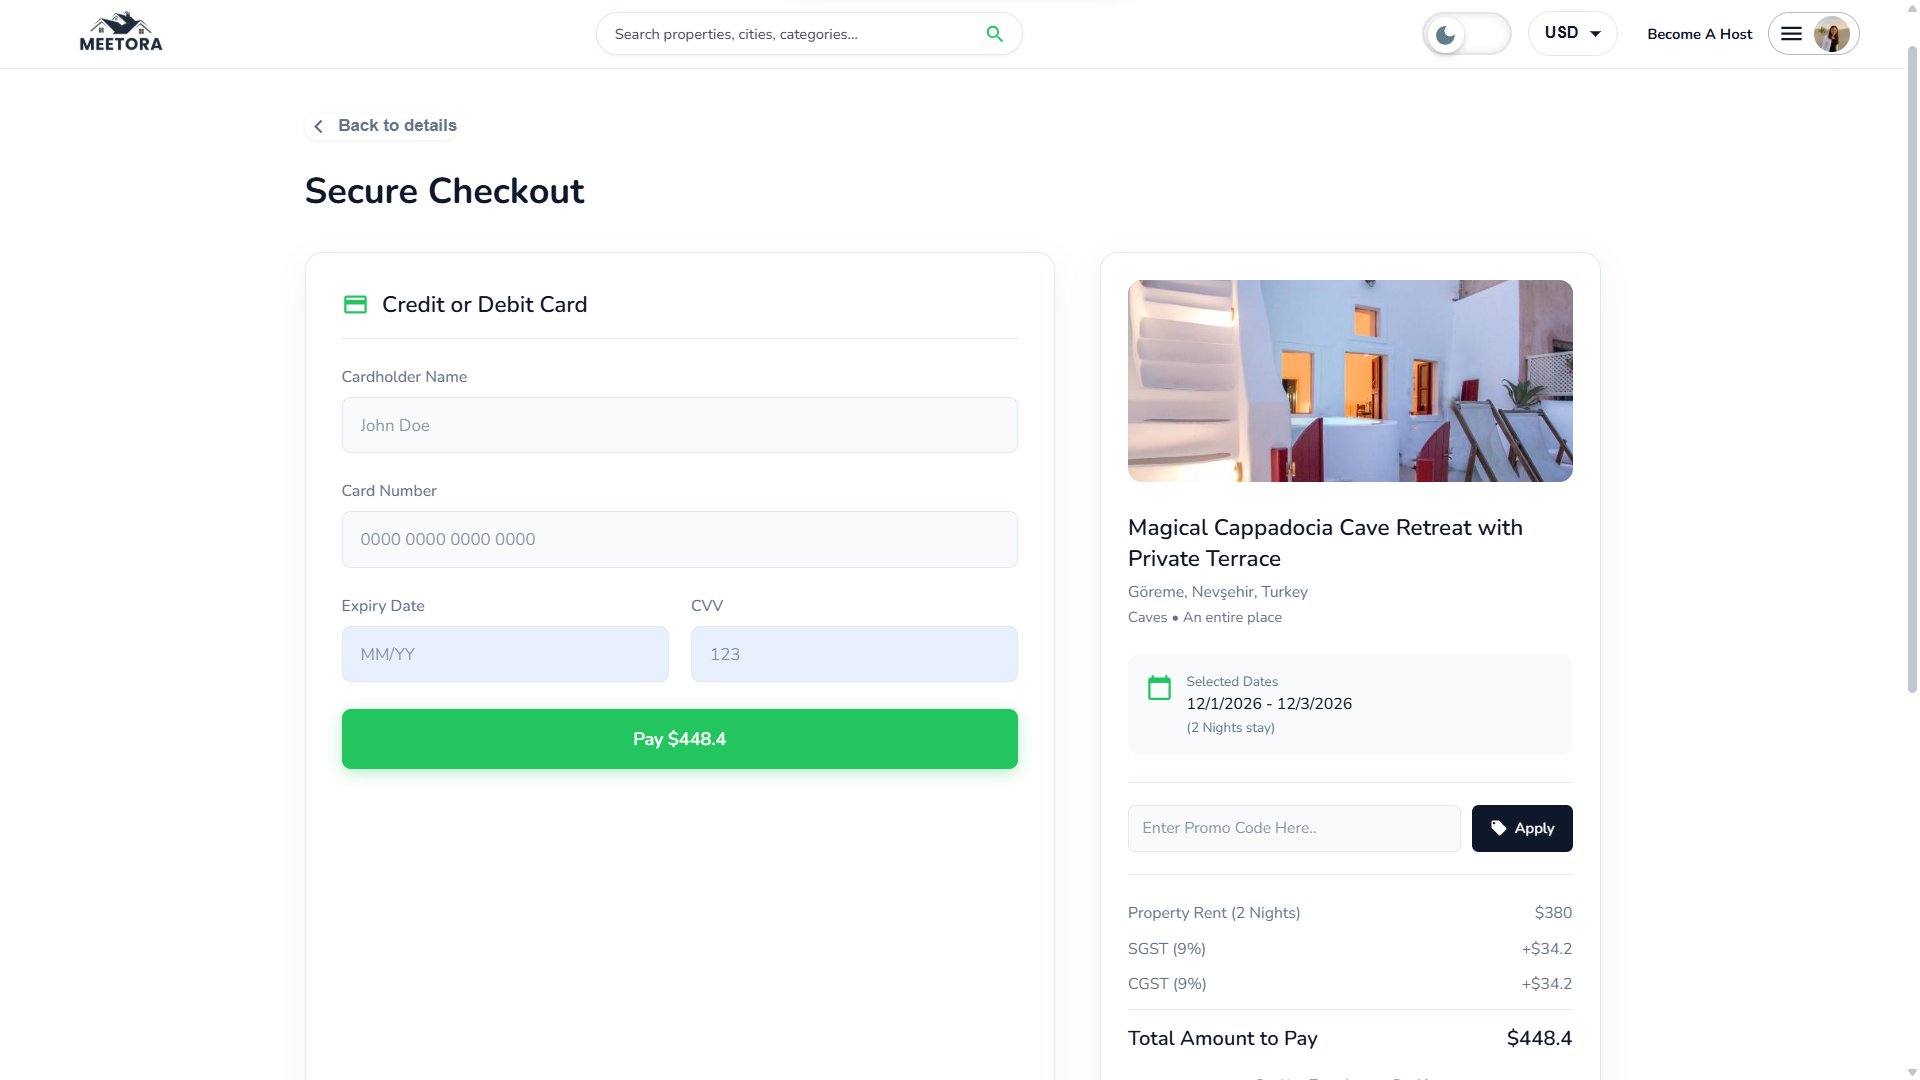 MEETORA
Search properties, cities, categories...
USD
Become A Host
Back to details
Secure Checkout
Credit or Debit Card
Cardholder Name
John Doe
Card Number
0000 0000 0000 0000
Expiry Date
CVV
MM/YY
123
Pay $448.4
Magical Cappadocia Cave Retreat with
Private Terrace
Göreme, Nevşehir, Turkey
Caves • An entire place
Selected Dates
12/1/2026 - 12/3/2026
(2 Nights stay)
Enter Promo Code Here..
Apply
Property Rent (2 Nights) $380
SGST (9%) +$34.2
CGST (9%) +$34.2
Total Amount to Pay $448.4